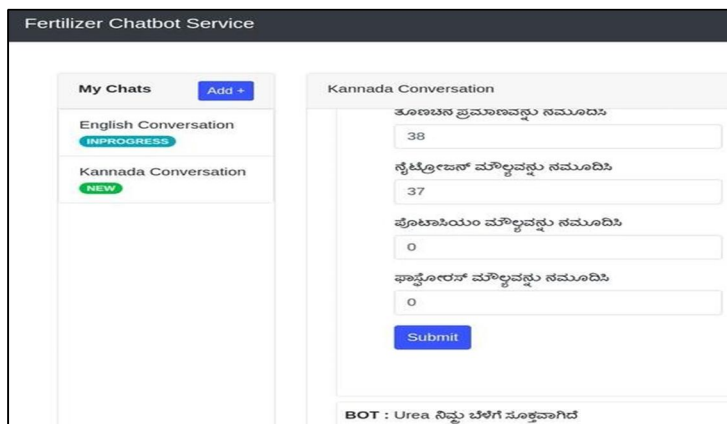 Fertilizer Chatbot Service
My Chats
Add +
English Conversation
INPROGRESS
Kannada Conversation
NEW
Kannada Conversation
ಪ್ರಮಾಣವನ್ನು ನಮೂದಿಸಿ
38
ನೈಟ್ರೋಜನ್ ಮೌಲ್ಯವನ್ನು ನಮೂದಿಸಿ
37
ಪೊಟಾಸಿಯಂ ಮೌಲ್ಯವನ್ನು ನಮೂದಿಸಿ
0
ಫಾಸ್ಫೋರಸ್ ಮೌಲ್ಯವನ್ನು ನಮೂದಿಸಿ
0
Submit
BOT : Urea ನಿಮ್ಮ ಬೆಳೆಗೆ ಸೂಕ್ತವಾಗಿದೆ